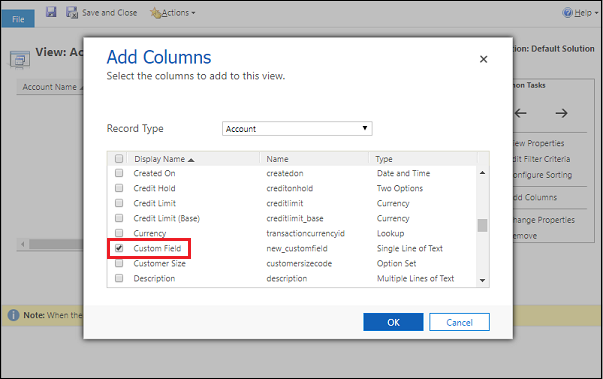 File
Save and Close
Actions
Help
View: Ac
tion: Default Solution
Account Name
on Tasks
iew Properties
dit Filter Criteria
onfigure Sorting
dd Columns
hange Properties
emove
Note: When the
Add Columns
Select the columns to add to this view.
Record Type Account
Display Name Name Type
Created On createdon Date and Time
Credit Hold creditonhold Two Options
Credit Limit creditlimit Currency
Credit Limit (Base) creditlimit_base Currency
Currency transactioncurrencyid Lookup
Custom Field new_customfield Single Line of Text
Customer Size customersizecode Option Set
Description description Multiple Lines of Text
OK Cancel